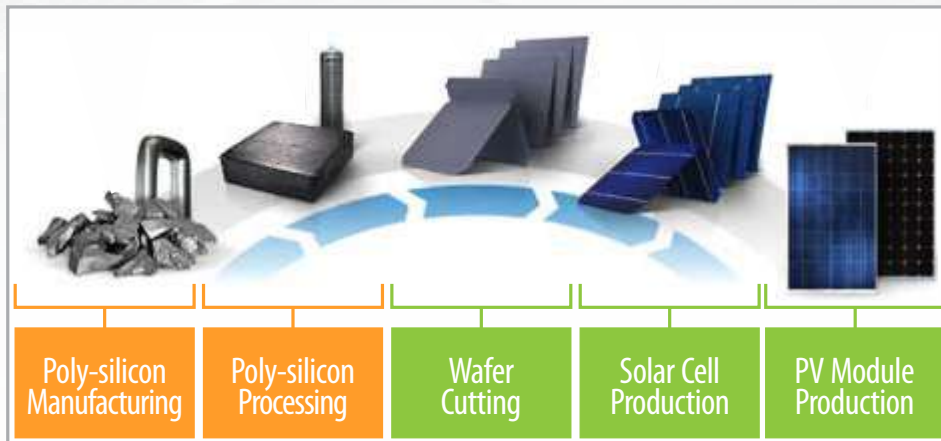 Poly-silicon
Manufacturing
Poly-silicon
Processing
Wafer
Cutting
Solar Cell
Production
PV Module
Production